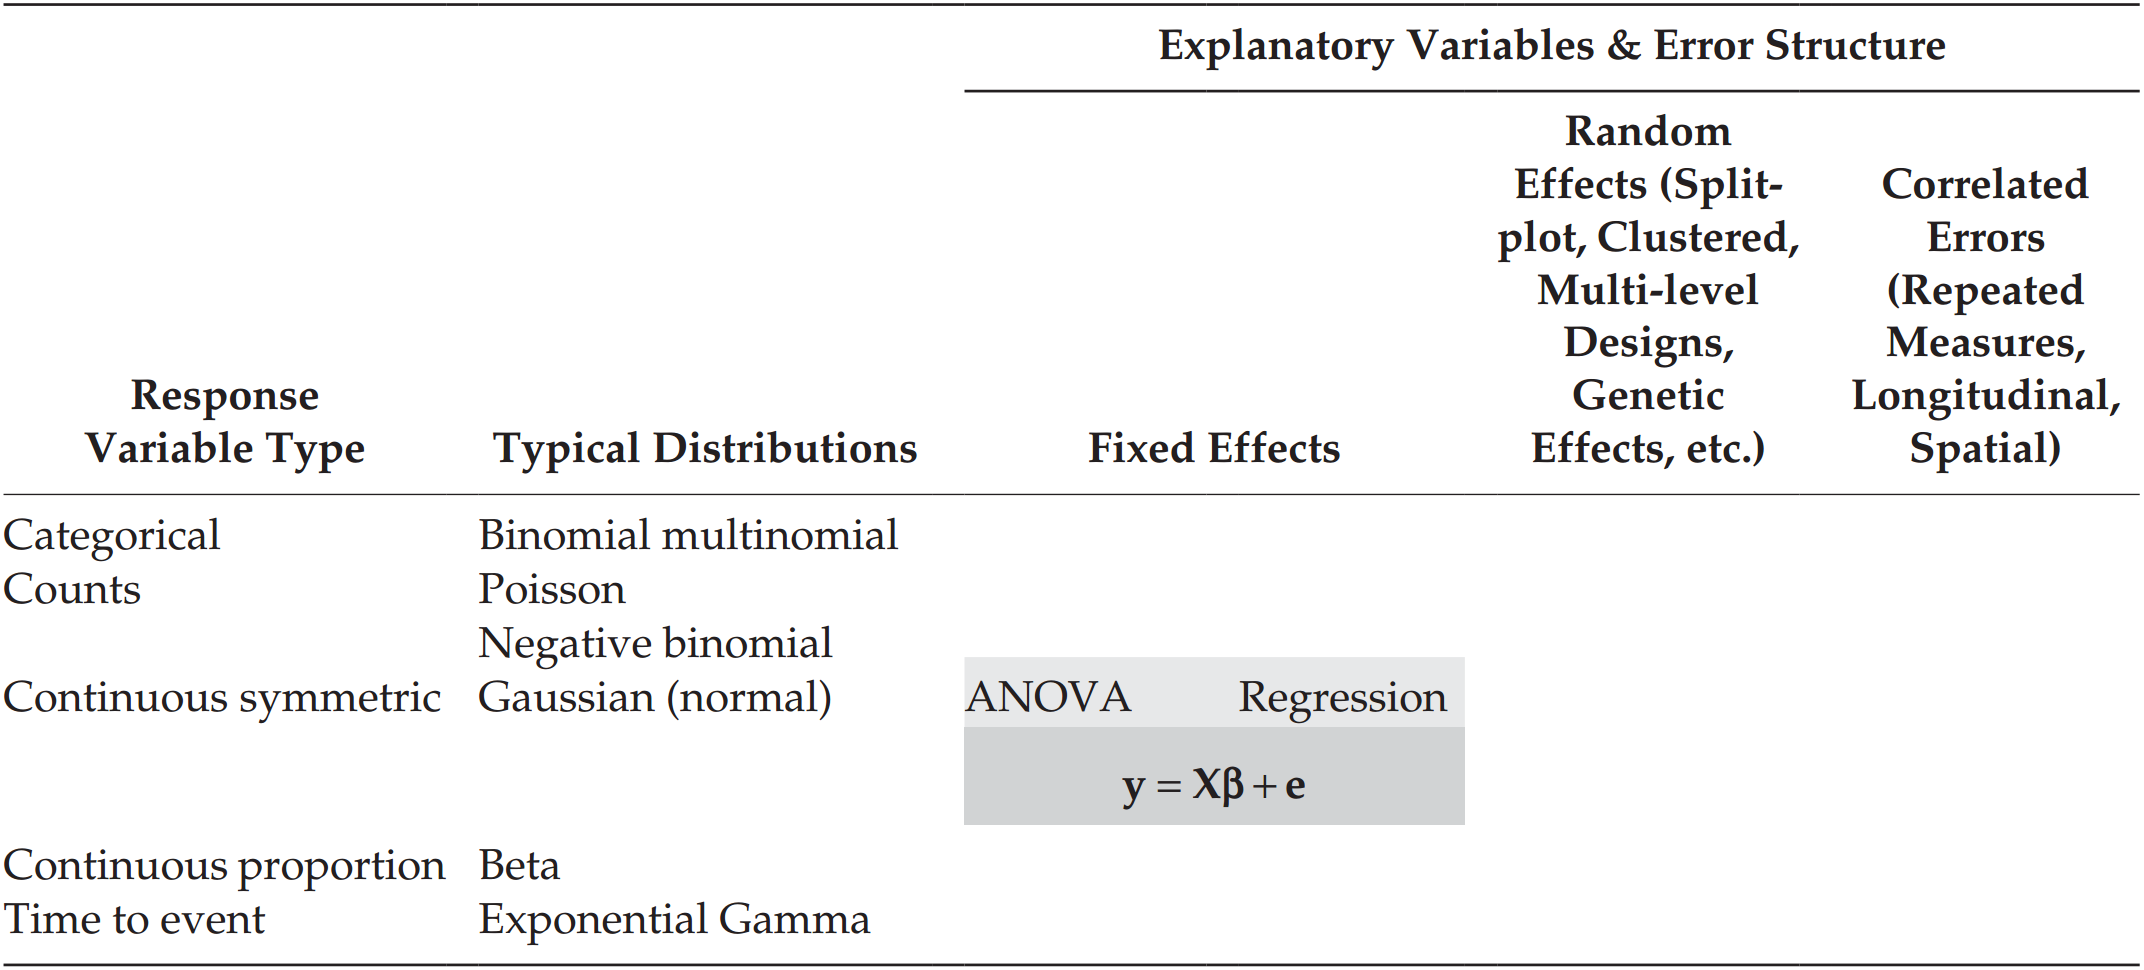 Explanatory Variables & Error Structure
Response
Variable Type
Typical Distributions
Fixed Effects
Random
Effects (Split-
plot, Clustered,
Multi-level
Designs,
Genetic
Effects, etc.)
Correlated
Errors
(Repeated
Measures,
Longitudinal,
Spatial)
Categorical Binomial multinomial
Counts Poisson
Negative binomial
Continuous symmetric Gaussian (normal) ANOVA Regression
y = Xβ + e
Continuous proportion Beta
Time to event Exponential Gamma